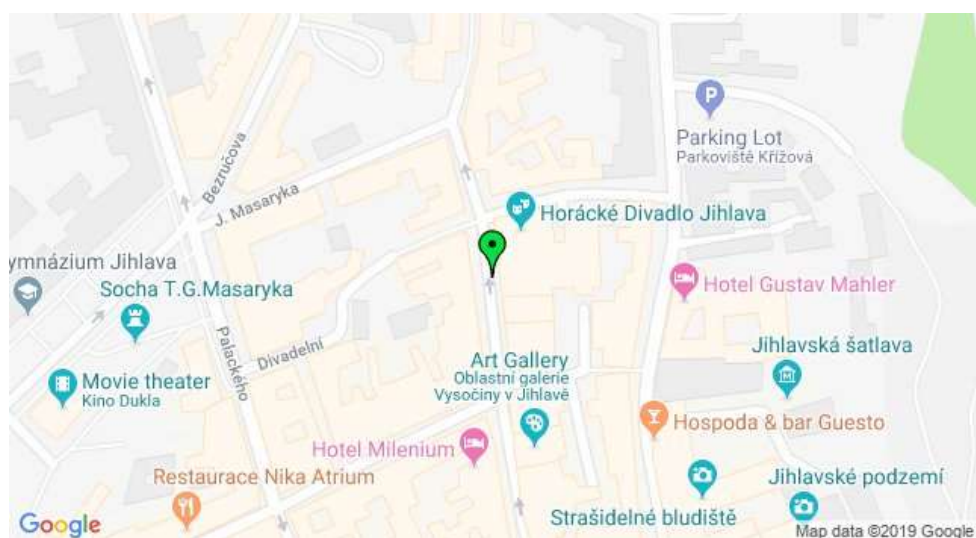 Bezručova
J. Masaryka
P
Parking Lot
Parkoviště Křížová
Horácké Divadlo Jihlava
ymnázium Jihlava
Socha T.G.Masaryka
Hotel Gustav Mahler
Palackého
Divadelní
Art Gallery
Oblastní galerie
Vysočiny v Jihlavě
Jihlavská šatlava
Movie theater
Kino Dukla
Hospoda & bar Guesto
Hotel Milenium
Restaurace Nika Atrium
Jihlavské podzemí
Strašidelné bludiště
Google
Map data ©2019 Google